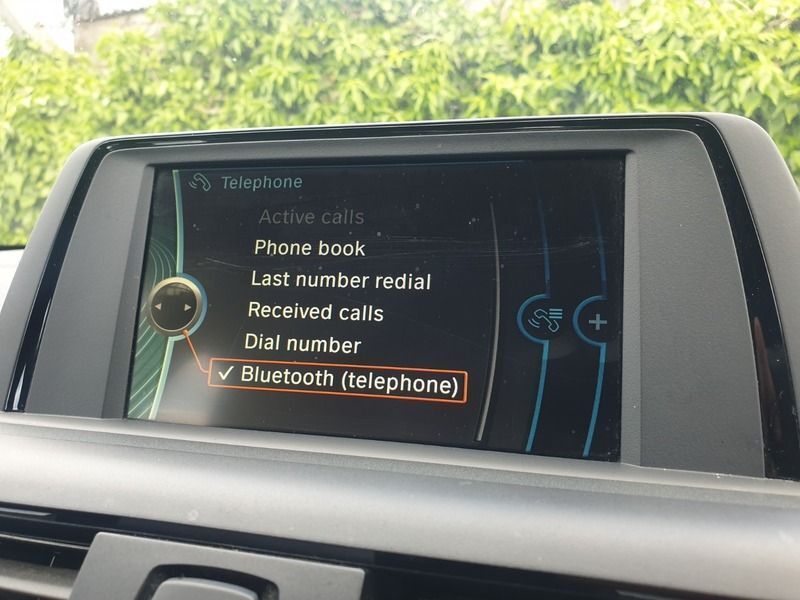 Telephone
Active calls
Phone book
Last number redial
Received calls
Dial number
✓ Bluetooth (telephone)